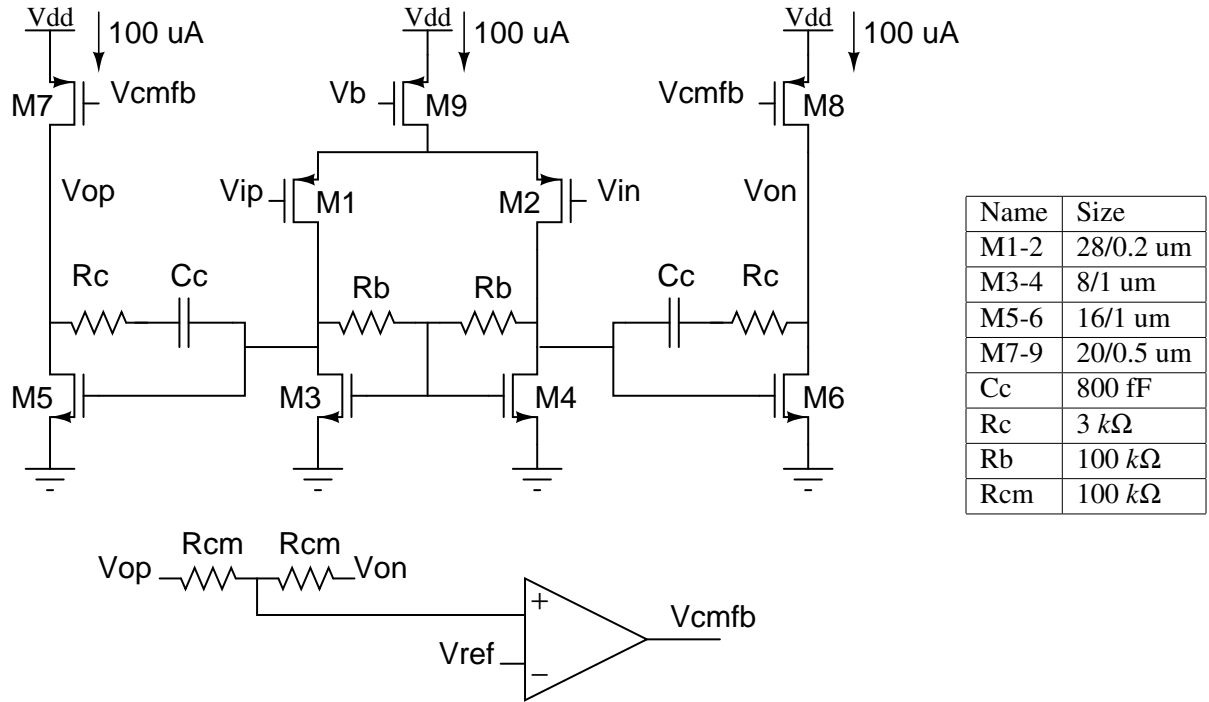 Vdd Vdd Vdd
100 uA 100 uA 100 uA
M7 Vcmfb Vb M9 Vcmfb M8
Vop Vip M1 M2 Vin Von
Rc Cc Rb Rb Cc Rc
M5 M3 M4 M6
Name Size
M1-2 28/0.2 um
M3-4 8/1 um
M5-6 16/1 um
M7-9 20/0.5 um
Cc 800 fF
Rc 3 kΩ
Rb 100 kΩ
Rcm 100 kΩ
Rcm Rcm
Vop Von
+ Vcmfb
Vref −